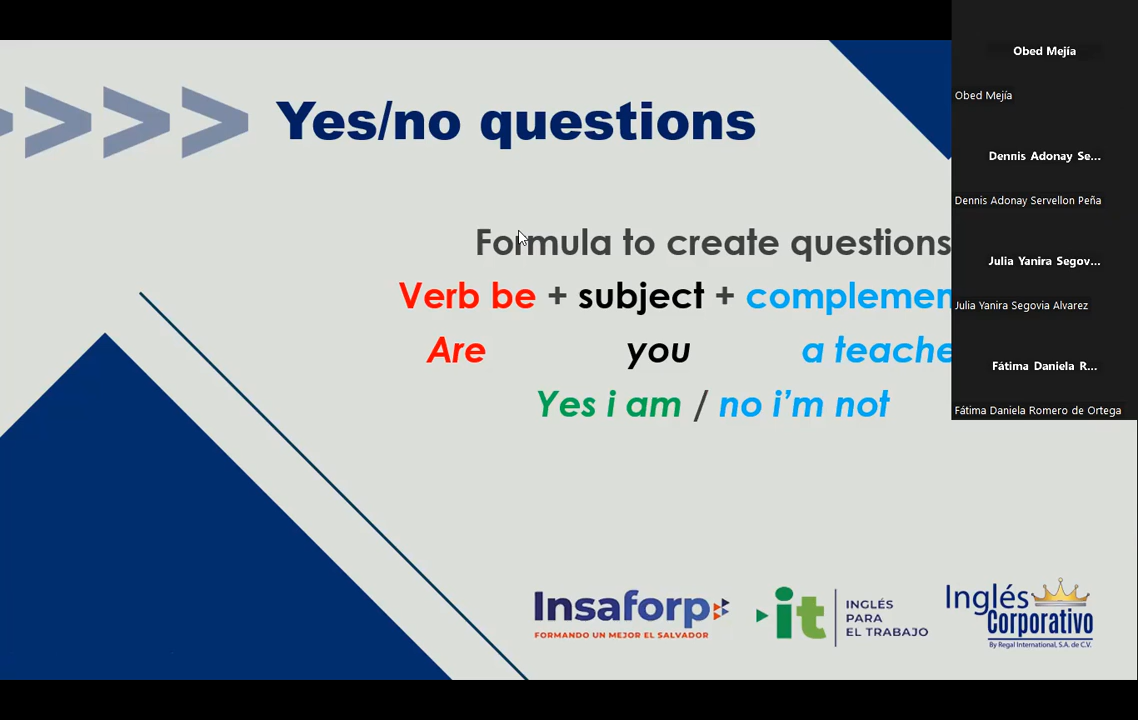 Yes/no questions
Formula to create questions
Verb be + subject + complemen
Are you a teache
Yes i am / no i’m not
Insaforp
FORMANDO UN MEJOR EL SALVADOR
it
INGLÉS
PARA
EL TRABAJO
Inglés
Corporativo
By Regal International, S.A. de C.V.
Obed Mejía
Obed Mejía
Dennis Adonay Se...
Dennis Adonay Servellon Peña
Julia Yanira Segov...
Julia Yanira Segovia Alvarez
Fátima Daniela R...
Fátima Daniela Romero de Ortega